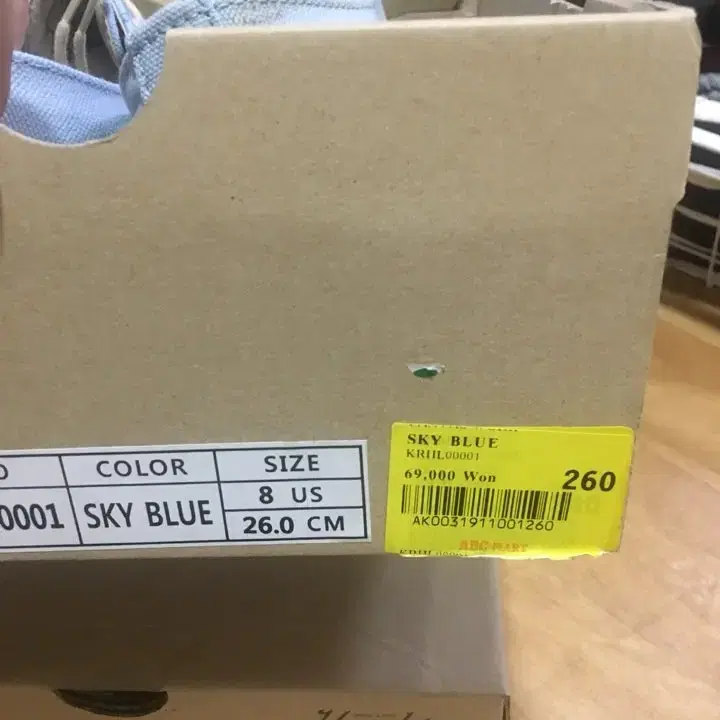 COLOR
SIZE
0001
SKY BLUE
8 US
26.0 CM
SKY BLUE
KRIIL00001
69,000 Won
260
AK0031911001260
ABC MART